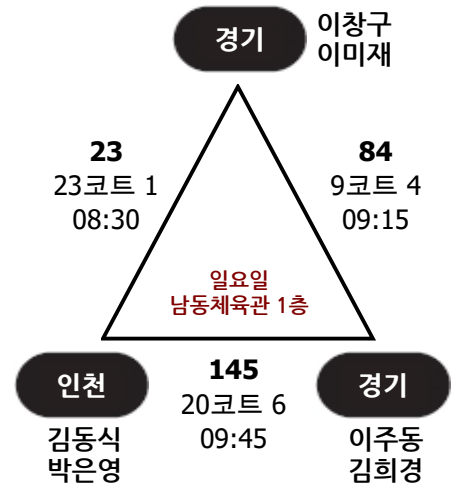 경기
이창구
이미재
23
23코트 1
08:30
84
9코트 4
09:15
일요일
남동체육관 1층
인천
김동식
박은영
145
20코트 6
09:45
경기
이주동
김희경